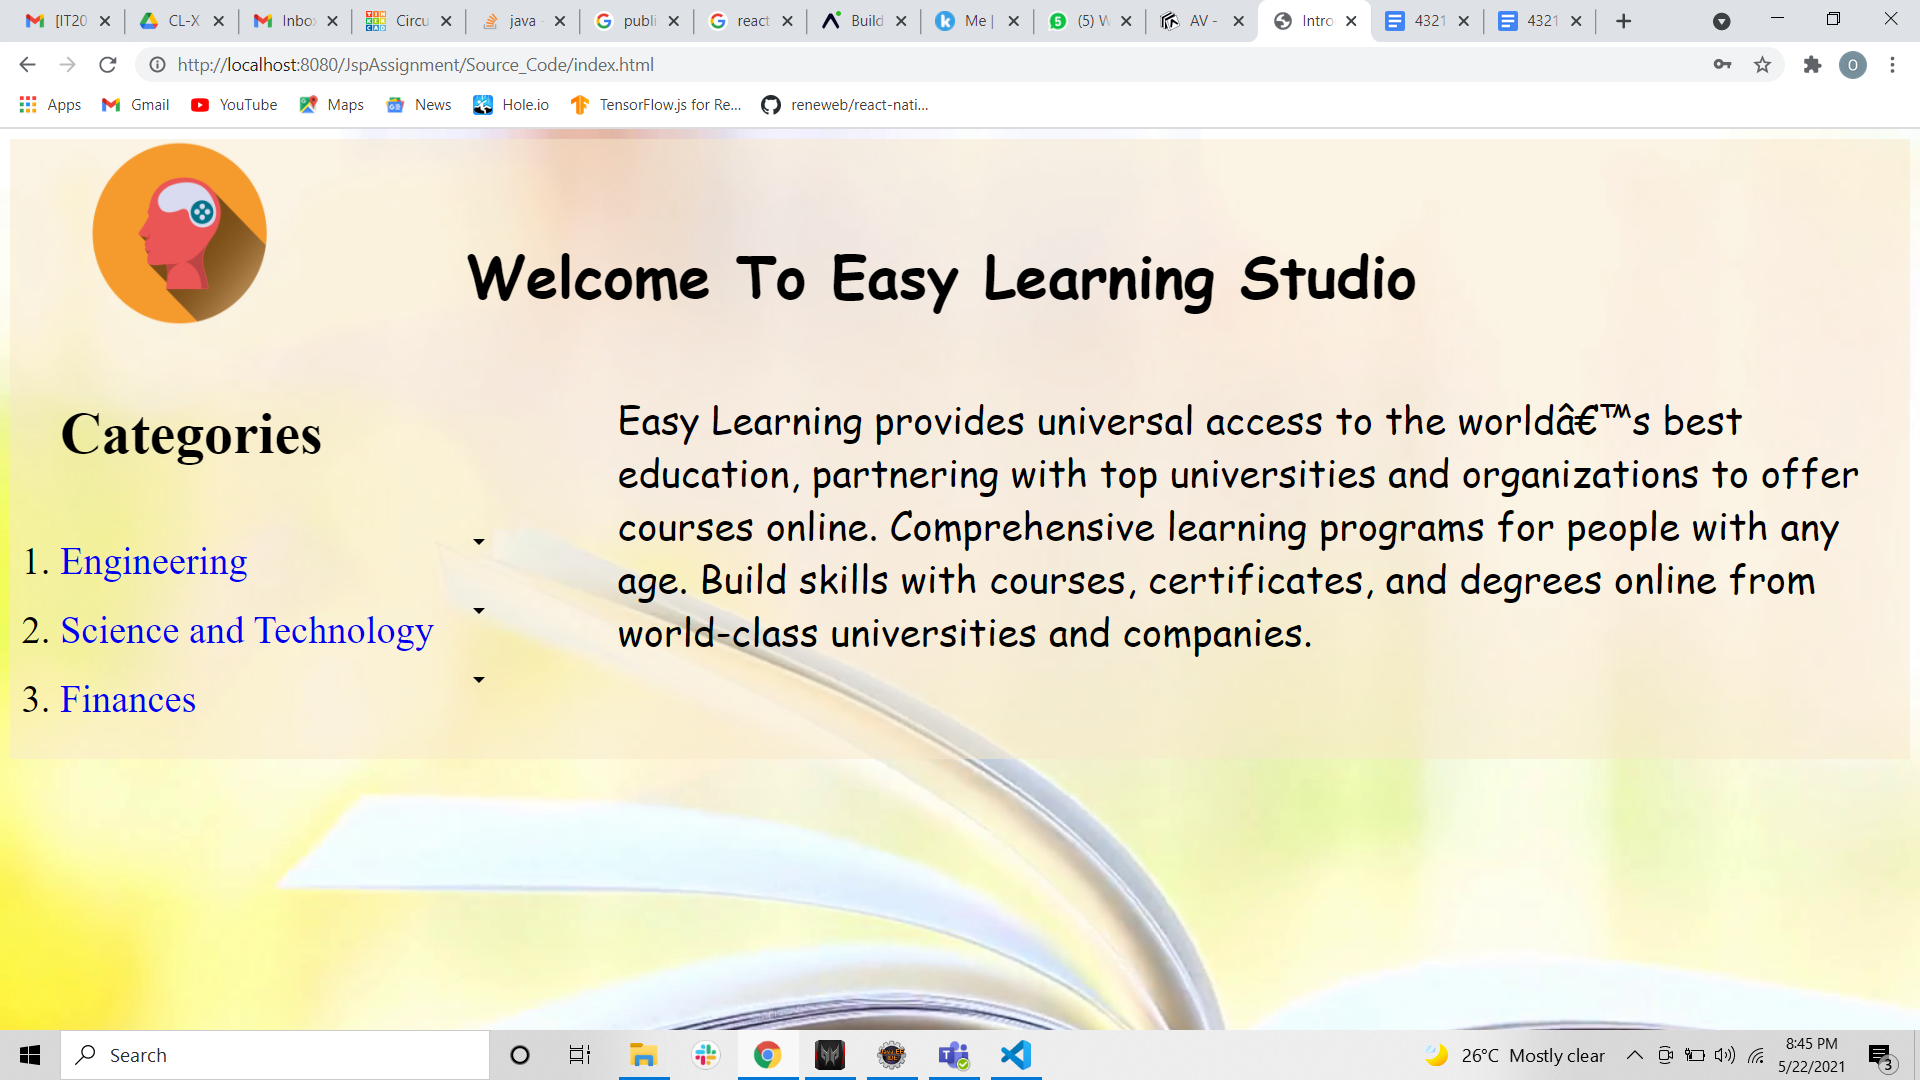 [IT20
CL-X
Inbo
Circu
java
publi
react
Build
Me |
(5) W
AV -
Intro
4321
4321
http://localhost:8080/JspAssignment/Source_Code/index.html
O
Apps
Gmail
YouTube
Maps
News
Hole.io
TensorFlow.js for Re...
reneweb/react-nati...
Welcome To Easy Learning Studio
Categories
1. Engineering
2. Science and Technology
3. Finances
Easy Learning provides universal access to the worldâ€™s best
education, partnering with top universities and organizations to offer
courses online. Comprehensive learning programs for people with any
age. Build skills with courses, certificates, and degrees online from
world-class universities and companies.
Search
26°C Mostly clear
8:45 PM
5/22/2021
3